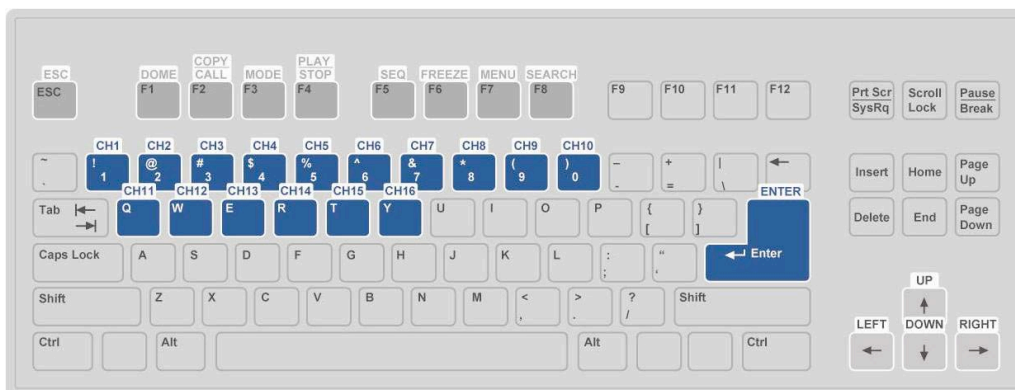 ESC DOME COPY CALL MODE PLAY STOP SEQ FREEZE MENU SEARCH
ESC F1 F2 F3 F4 F5 F6 F7 F8 F9 F10 F11 F12 Prt Scr SysRq Scroll Lock Pause Break
CH1 CH2 CH3 CH4 CH5 CH6 CH7 CH8 CH9 CH10
~ ! @ # $ % ^ & * ( ) – + |
` 1 2 3 4 5 6 7 8 9 0 - = \ Insert Home Page Up
CH11 CH12 CH13 CH14 CH15 CH16 ENTER
Tab Q W E R T Y U I O P { [ } ] Delete End Page Down
Caps Lock A S D F G H J K L : ; “ ‘ Enter
Shift Z X C V B N M < , > . ? / Shift
UP
Ctrl Alt Alt Ctrl
LEFT DOWN RIGHT